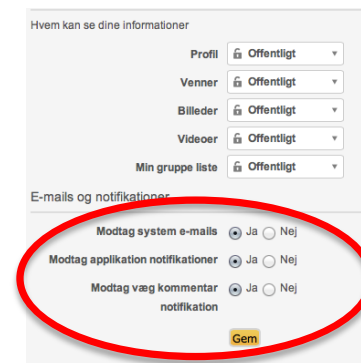 Hvem kan se dine informationer
Profil Offentligt
Venner Offentligt
Billeder Offentligt
Videoer Offentligt
Min gruppe liste Offentligt
E-mails og notifikationer
Modtag system e-mails Ja Nej
Modtag applikation notifikationer Ja Nej
Modtag væg kommentar Ja Nej
notifikation
Gem